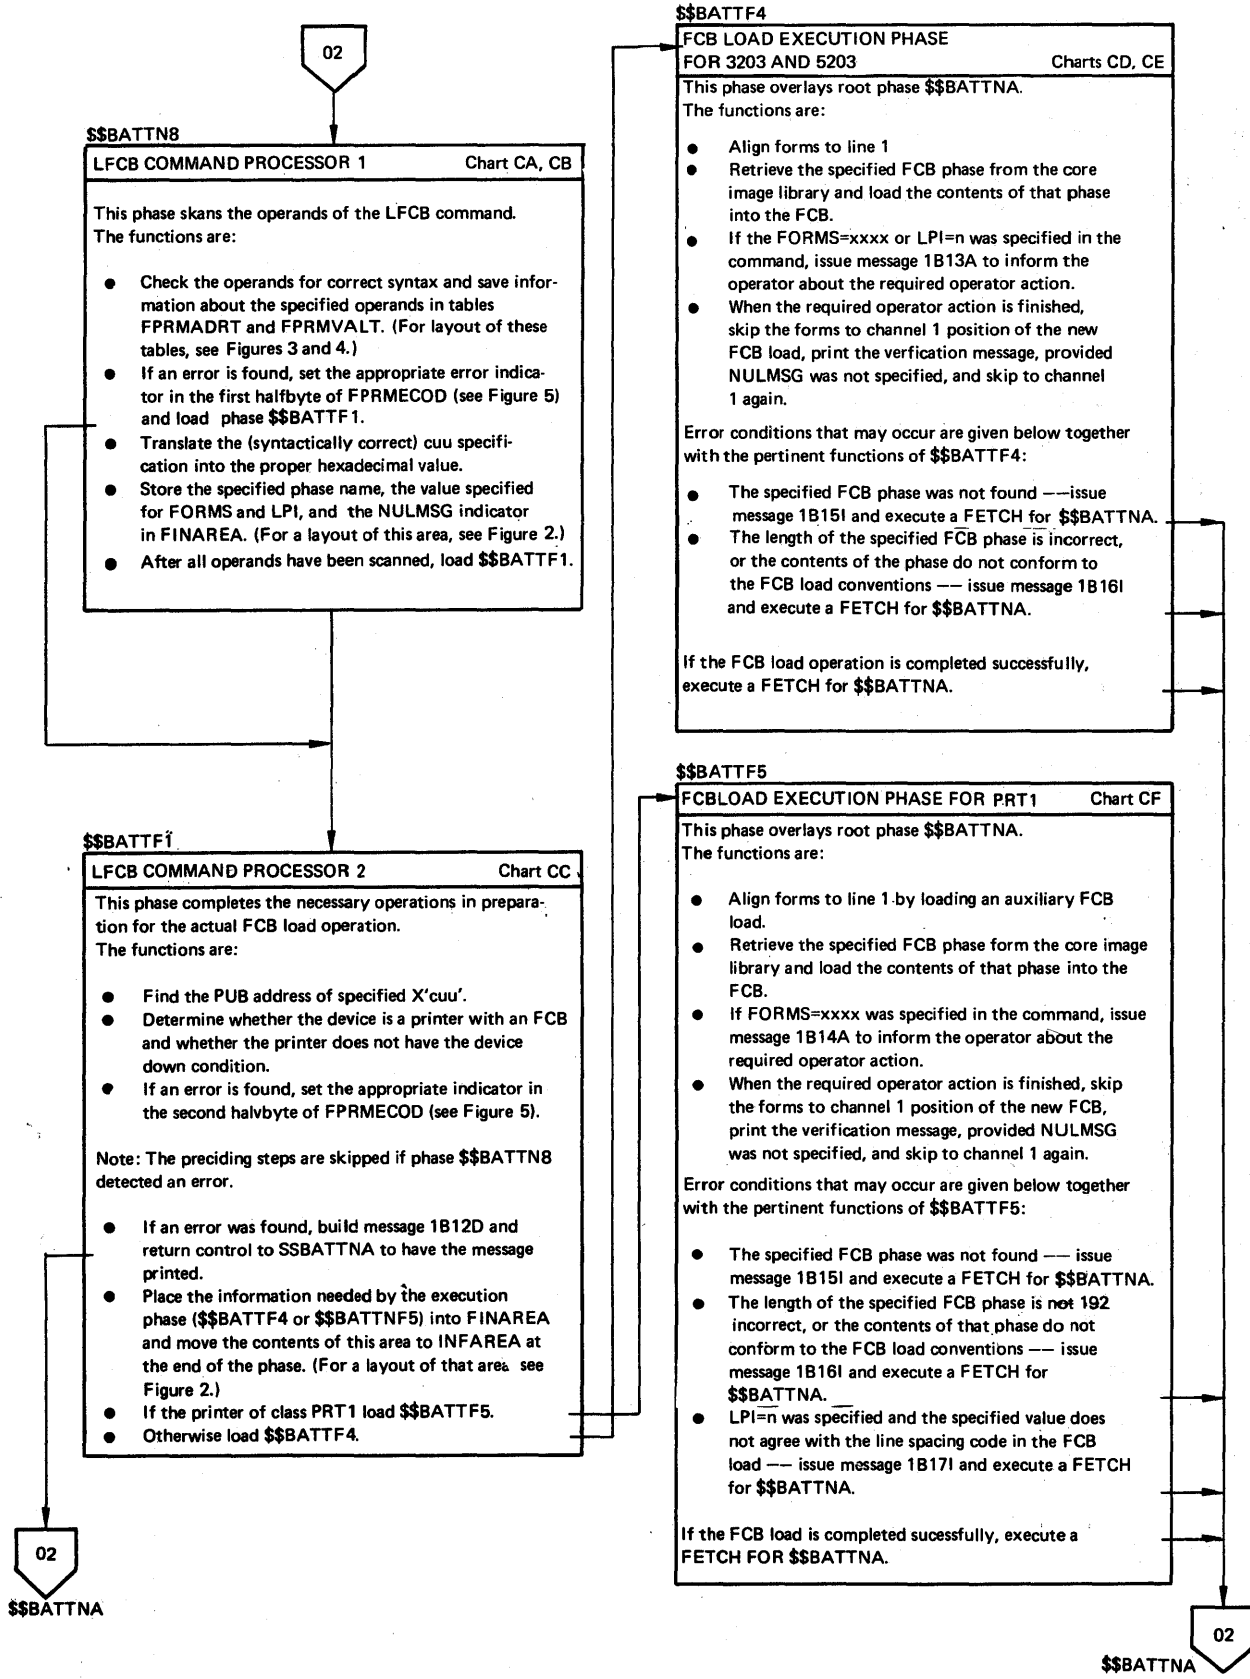 02
$$BATTN8
LFCB COMMAND PROCESSOR 1 Chart CA, CB
This phase skans the operands of the LFCB command.
The functions are:
● Check the operands for correct syntax and save infor-
mation about the specified operands in tables
FPRMADRT and FPRMVALT. (For layout of these
tables, see Figures 3 and 4.)
● If an error is found, set the appropriate error indica-
tor in the first halfbyte of FPRMECOD (see Figure 5)
and load phase $$BATTF1.
● Translate the (syntactically correct) cuu specifi-
cation into the proper hexadecimal value.
● Store the specified phase name, the value specified
for FORMS and LPI, and the NULMSG indicator
in FINAREA. (For a layout of this area, see Figure 2.)
● After all operands have been scanned, load $$BATTF1.
$$BATTF1
LFCB COMMAND PROCESSOR 2 Chart CC
This phase completes the necessary operations in prepara-
tion for the actual FCB load operation.
The functions are:
● Find the PUB address of specified X'cuu'.
● Determine whether the device is a printer with an FCB
and whether the printer does not have the device
down condition.
● If an error is found, set the appropriate indicator in
the second halvbyte of FPRMECOD (see Figure 5).
Note: The preciding steps are skipped if phase $$BATTN8
detected an error.
● If an error was found, build message 1B12D and
return control to SSBATTNA to have the message
printed.
● Place the information needed by the execution
phase ($$BATTF4 or $$BATTNF5) into FINAREA
and move the contents of this area to INFAREA at
the end of the phase. (For a layout of that area see
Figure 2.)
● If the printer of class PRT1 load $$BATTF5.
● Otherwise load $$BATTF4.
02
$$BATTNA
$$BATTF4
FCB LOAD EXECUTION PHASE
FOR 3203 AND 5203 Charts CD, CE
This phase overlays root phase $$BATTNA.
The functions are:
● Align forms to line 1
● Retrieve the specified FCB phase from the core
image library and load the contents of that phase
into the FCB.
● If the FORMS=xxxx or LPI=n was specified in the
command, issue message 1B13A to inform the
operator about the required operator action.
● When the required operator action is finished,
skip the forms to channel 1 position of the new
FCB load, print the verfication message, provided
NULMSG was not specified, and skip to channel
1 again.
Error conditions that may occur are given below together
with the pertinent functions of $$BATTF4:
● The specified FCB phase was not found ——issue
message 1B15I and execute a FETCH for $$BATTNA.
● The length of the specified FCB phase is incorrect,
or the contents of the phase do not conform to
the FCB load conventions —— issue message 1B16I
and execute a FETCH for $$BATTNA.
If the FCB load operation is completed successfully,
execute a FETCH for $$BATTNA.
$$BATTF5
FCBLOAD EXECUTION PHASE FOR PRT1 Chart CF
This phase overlays root phase $$BATTNA.
The functions are:
● Align forms to line 1 by loading an auxiliary FCB
load.
● Retrieve the specified FCB phase form the core image
library and load the contents of that phase into the
FCB.
● If FORMS=xxxx was specified in the command, issue
message 1B14A to inform the operator about the
required operator action.
● When the required operator action is finished, skip
the forms to channel 1 position of the new FCB,
print the verification message, provided NULMSG
was not specified, and skip to channel 1 again.
Error conditions that may occur are given below together
with the pertinent functions of $$BATTF5:
● The specified FCB phase was not found —— issue
message 1B15I and execute a FETCH for $$BATTNA.
● The length of the specified FCB phase is not 192
incorrect, or the contents of that phase do not
conform to the FCB load conventions —— issue
message 1B16I and execute a FETCH for
$$BATTNA.
● LPI=n was specified and the specified value does
not agree with the line spacing code in the FCB
load —— issue message 1B17I and execute a FETCH
for $$BATTNA.
If the FCB load is completed sucessfully, execute a
FETCH FOR $$BATTNA.
02
$$BATTNA